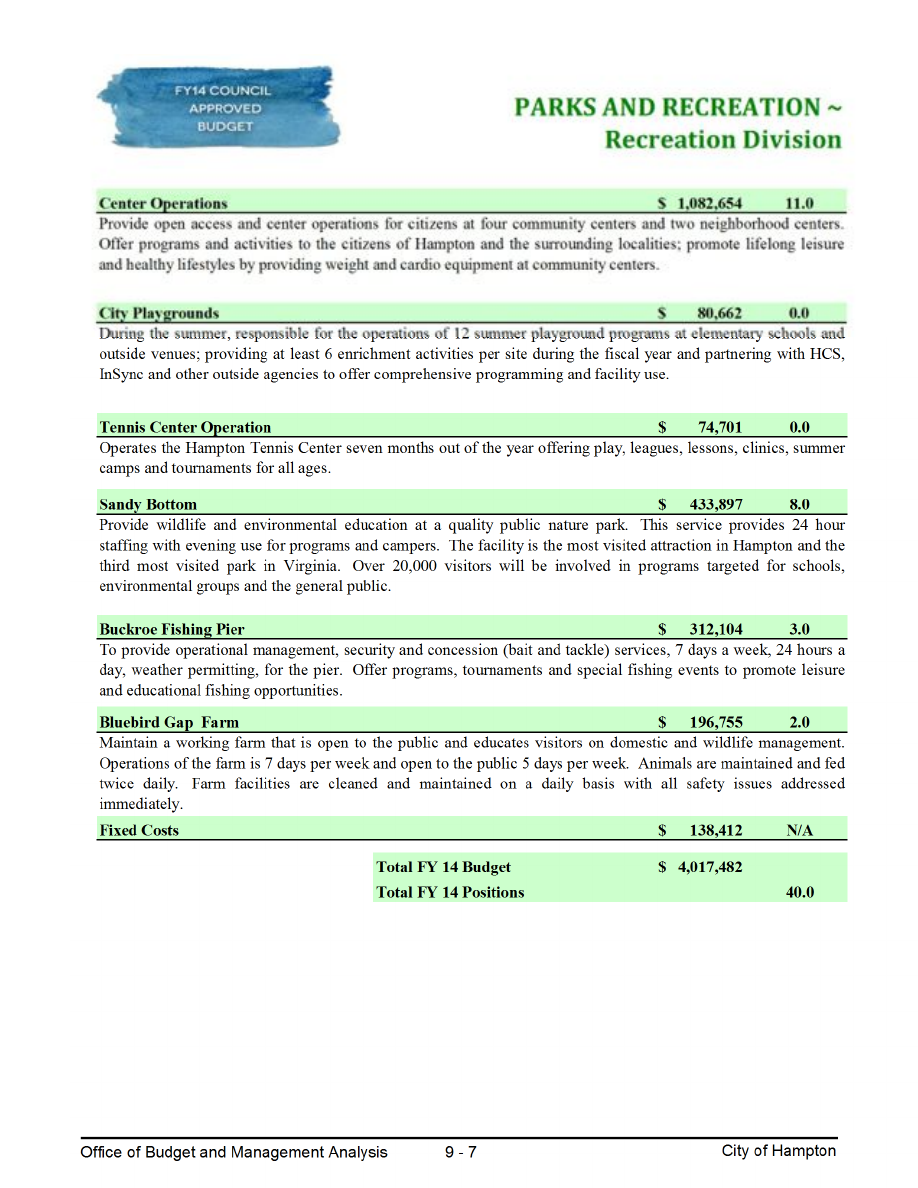 FY14 COUNCIL
APPROVED
BUDGET
PARKS AND RECREATION ~
Recreation Division
Center Operations $ 1,082,654 11.0
Provide open access and center operations for citizens at four community centers and two neighborhood centers.
Offer programs and activities to the citizens of Hampton and the surrounding localities; promote lifelong leisure
and healthy lifestyles by providing weight and cardio equipment at community centers.
City Playgrounds $ 80,662 0.0
During the summer, responsible for the operations of 12 summer playground programs at elementary schools and
outside venues; providing at least 6 enrichment activities per site during the fiscal year and partnering with HCS,
InSync and other outside agencies to offer comprehensive programming and facility use.
Tennis Center Operation $ 74,701 0.0
Operates the Hampton Tennis Center seven months out of the year offering play, leagues, lessons, clinics, summer
camps and tournaments for all ages.
Sandy Bottom $ 433,897 8.0
Provide wildlife and environmental education at a quality public nature park. This service provides 24 hour
staffing with evening use for programs and campers. The facility is the most visited attraction in Hampton and the
third most visited park in Virginia. Over 20,000 visitors will be involved in programs targeted for schools,
environmental groups and the general public.
Buckroe Fishing Pier $ 312,104 3.0
To provide operational management, security and concession (bait and tackle) services, 7 days a week, 24 hours a
day, weather permitting, for the pier. Offer programs, tournaments and special fishing events to promote leisure
and educational fishing opportunities.
Bluebird Gap Farm $ 196,755 2.0
Maintain a working farm that is open to the public and educates visitors on domestic and wildlife management.
Operations of the farm is 7 days per week and open to the public 5 days per week. Animals are maintained and fed
twice daily. Farm facilities are cleaned and maintained on a daily basis with all safety issues addressed
immediately.
Fixed Costs $ 138,412 N/A
Total FY 14 Budget $ 4,017,482
Total FY 14 Positions 40.0
Office of Budget and Management Analysis 9 - 7 City of Hampton